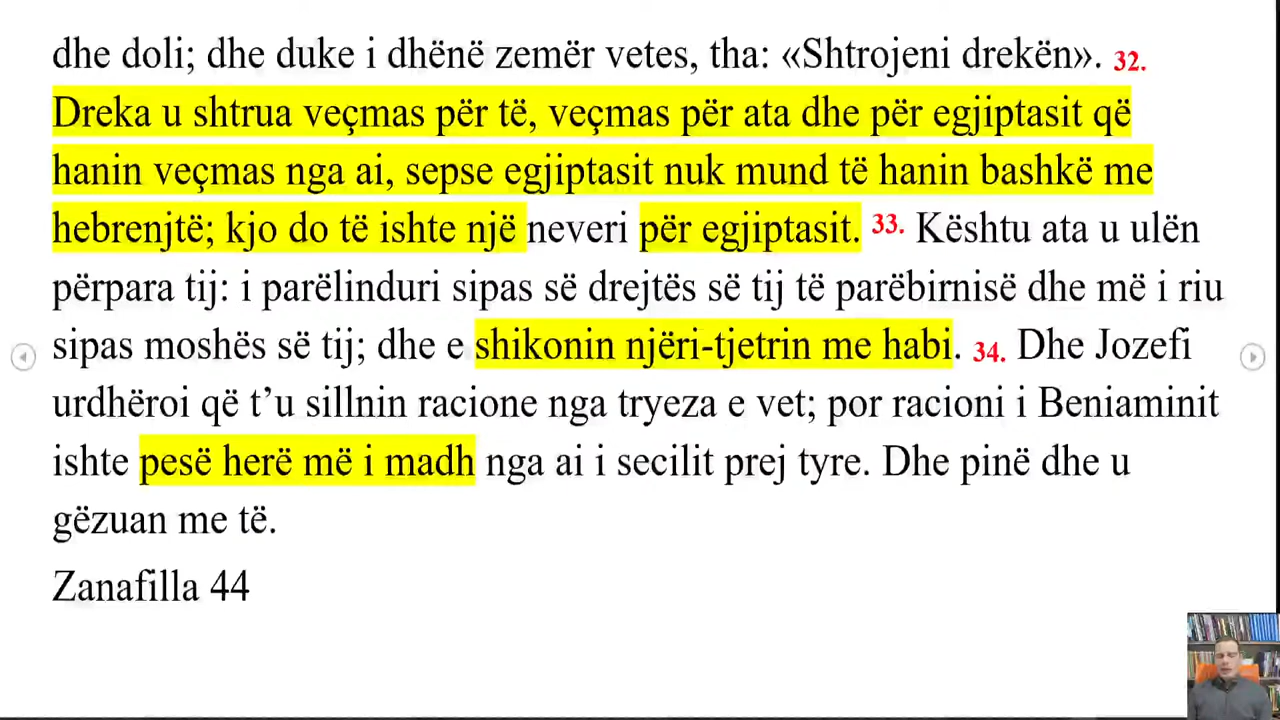 dhe doli; dhe duke i dhënë zemër vetes, tha: «Shtrojeni drekën». 32.
Dreka u shtrua veçmas për të, veçmas për ata dhe për egjiptasit që
hanin veçmas nga ai, sepse egjiptasit nuk mund të hanin bashkë me
hebrenjtë; kjo do të ishte një neveri për egjiptasit. 33. Kështu ata u ulën
përpara tij: i parëlinduri sipas së drejtës së tij të parëbirnisë dhe më i riu
sipas moshës së tij; dhe e shikonin njëri-tjetrin me habi. 34. Dhe Jozefi
urdhëroi që t’u sillnin racione nga tryeza e vet; por racioni i Beniaminit
ishte pesë herë më i madh nga ai i secilit prej tyre. Dhe pinë dhe u
gëzuan me të.
Zanafilla 44